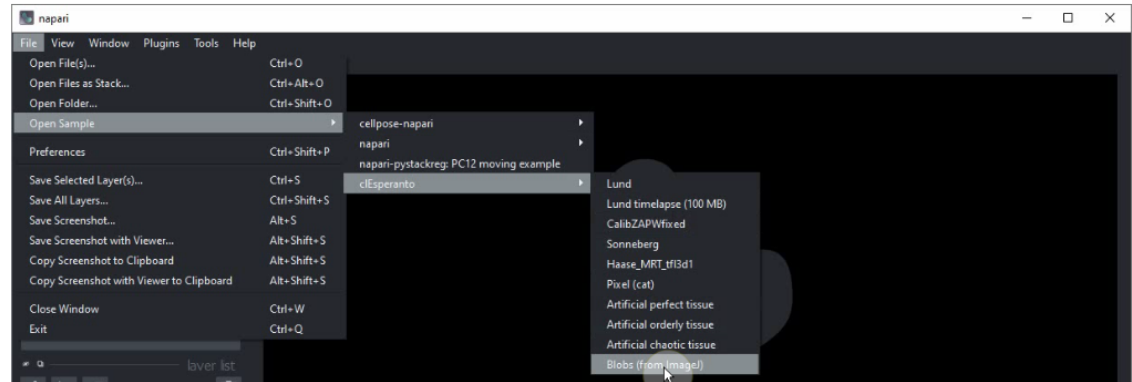 napari
File View Window Plugins Tools Help
Open File(s)... Ctrl+O
Open Files as Stack... Ctrl+Alt+O
Open Folder... Ctrl+Shift+O
Open Sample
Preferences Ctrl+Shift+P
Save Selected Layer(s)... Ctrl+S
Save All Layers... Ctrl+Shift+S
Save Screenshot... Alt+S
Save Screenshot with Viewer... Alt+Shift+S
Copy Screenshot to Clipboard Alt+Shift+S
Copy Screenshot with Viewer to Clipboard Alt+Shift+S
Close Window Ctrl+W
Exit Ctrl+Q
layer list
cellpose-napari
napari
napari-pystackreg: PC12 moving example
clEsperanto
Lund
Lund timelapse (100 MB)
CalibZAPWfixed
Sonneberg
Haase_MRT_tfl3d1
Pixel (cat)
Artificial perfect tissue
Artificial orderly tissue
Artificial chaotic tissue
Blobs (from ImageJ)